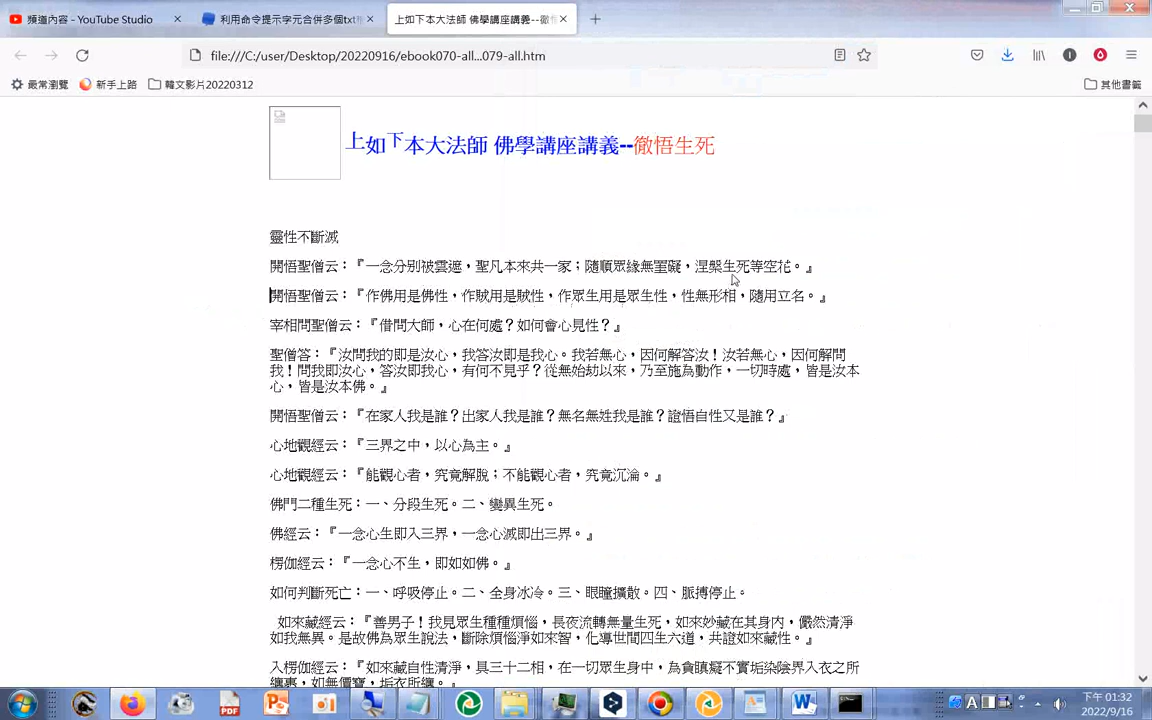 頻道內容 - YouTube Studio
利用命令提示字元合併多個txt
上如下本大法師 佛學講座講義--徹悟
file:///C:/user/Desktop/20220916/ebook070-all...079-all.htm
最常瀏覽
新手上路
韓文影片20220312
其他書籤
上如下本大法師 佛學講座講義--徹悟生死
靈性不斷滅
開悟聖僧云：『一念分別被雲遮，聖凡本來共一家；隨順眾緣無罣礙，涅槃生死等空花。』
開悟聖僧云：『作佛用是佛性，作賊用是賊性，作眾生用是眾生性，性無形相，隨用立名。』
宰相問聖僧云：『借問大師，心在何處？如何會心見性？』
聖僧答：『汝問我的即是汝心，我答汝即是我心。我若無心，因何解答汝！汝若無心，因何解問
我！問我即汝心，答汝即我心，有何不見乎？從無始劫以來，乃至施為動作，一切時處，皆是汝本
心，皆是汝本佛。』
開悟聖僧云：『在家人我是誰？出家人我是誰？無名無姓我是誰？證悟自性又是誰？』
心地觀經云：『三界之中，以心為主。』
心地觀經云：『能觀心者，究竟解脫；不能觀心者，究竟沉淪。』
佛門二種生死：一、分段生死。二、變異生死。
佛經云：『一念心生即入三界，一念心滅即出三界。』
楞伽經云：『一念心不生，即如如佛。』
如何判斷死亡：一、呼吸停止。二、全身冰冷。三、眼瞳擴散。四、脈搏停止。
如來藏經云：『善男子！我見眾生種種煩惱，長夜流轉無量生死，如來妙藏在其身內，儼然清淨
如我無異。是故佛為眾生說法，斷除煩惱淨如來智，化導世間四生六道，共證如來藏性。』
入楞伽經云：『如來藏自性清淨，具三十二相，在一切眾生身中，為貪瞋癡不實垢染陰界入衣之所
纏裹，如無價寶，垢衣所纏。』
下午 01:32
2022/9/16